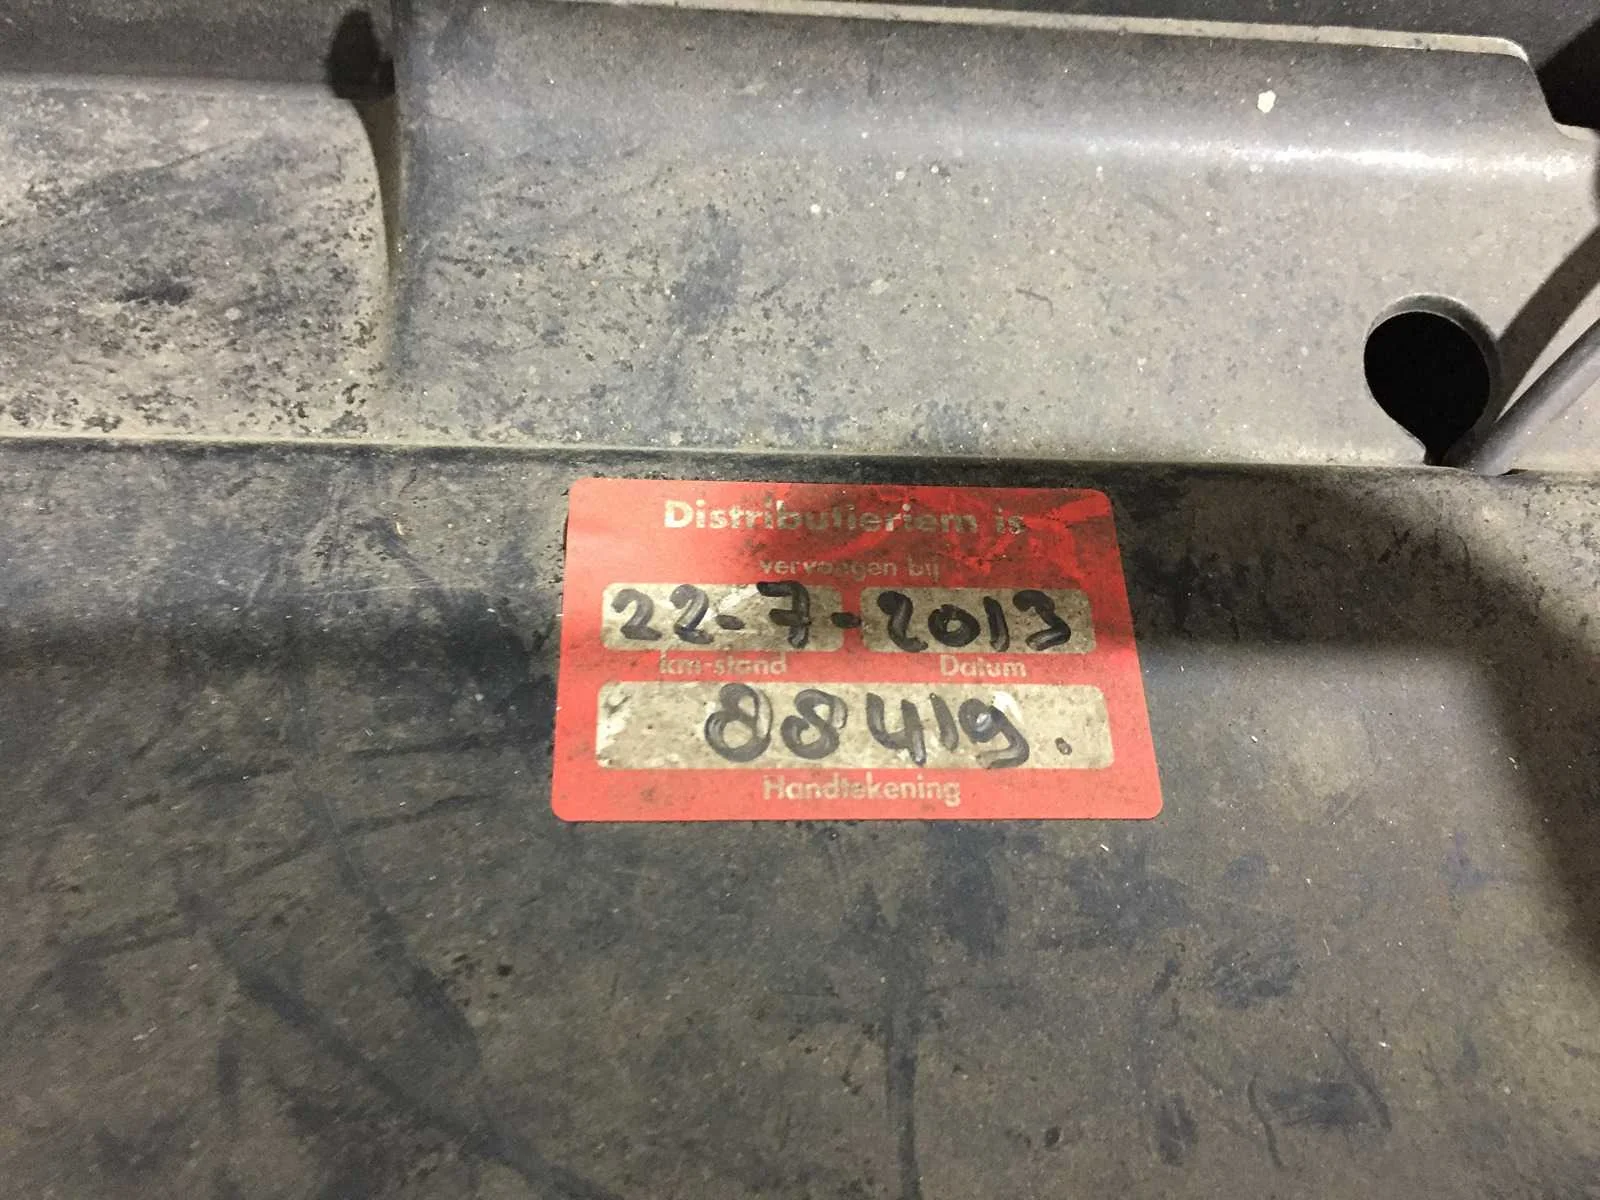 Distributieriem is
vervangen bij
22-7-2013
km-stand Datum
88419.
Handtekening